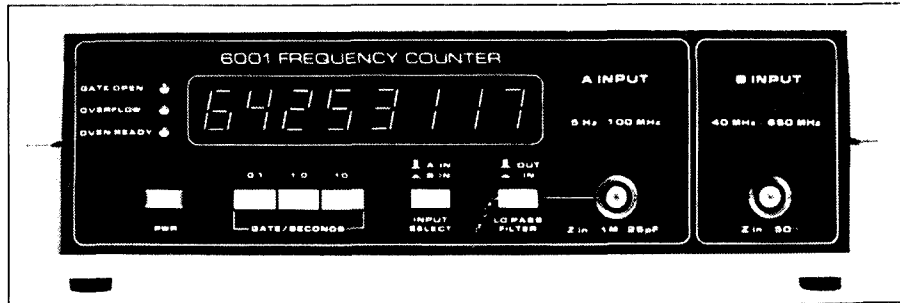 6001 FREQUENCY COUNTER
GATE OPEN
OVERFLOW
OVEN READY
64253117
A INPUT
5 Hz - 100 MHz
B INPUT
40 MHz - 650 MHz
PWR
0.1 1.0 10
GATE/SECONDS
A IN
B IN
INPUT
SELECT
OUT
IN
LO PASS
FILTER
Z in 1M 25pF
Z in 50